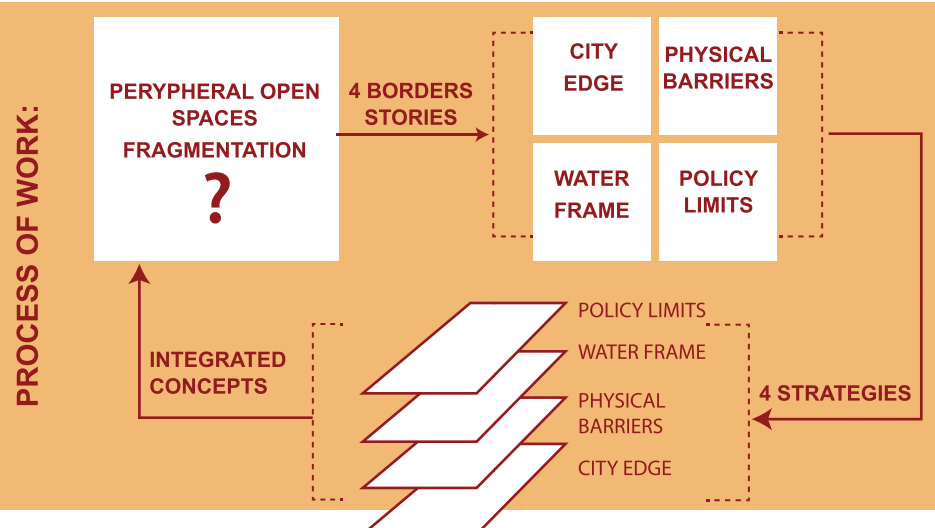 PROCESS OF WORK:
PERYPHERAL OPEN
SPACES
FRAGMENTATION
?
4 BORDERS
STORIES
CITY
EDGE
PHYSICAL
BARRIERS
WATER
FRAME
POLICY
LIMITS
4 STRATEGIES
POLICY LIMITS
WATER FRAME
PHYSICAL
BARRIERS
CITY EDGE
INTEGRATED
CONCEPTS